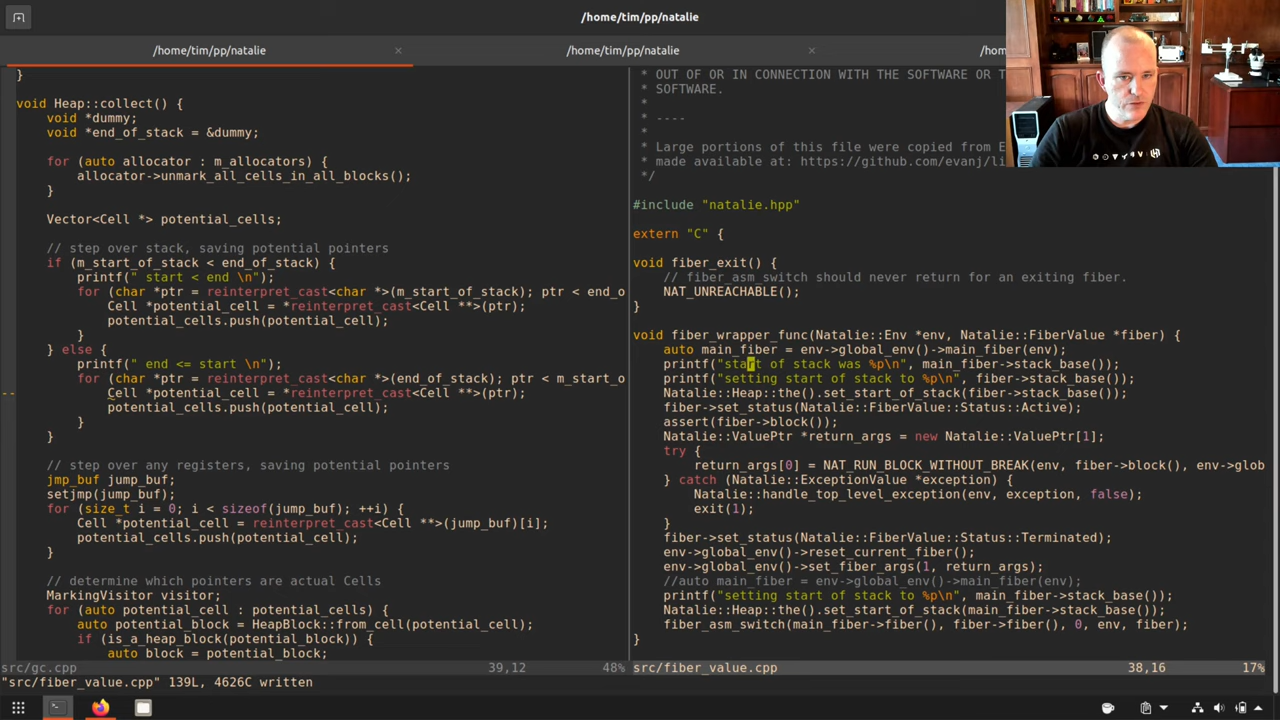 /home/tim/pp/natalie
/home/tim/pp/natalie
/home/tim/pp/natalie
/hom
}
void Heap::collect() {
    void *dummy;
    void *end_of_stack = &dummy;
    for (auto allocator : m_allocators) {
        allocator->unmark_all_cells_in_all_blocks();
    }
    Vector<Cell *> potential_cells;
    // step over stack, saving potential pointers
    if (m_start_of_stack < end_of_stack) {
        printf(" start < end \n");
        for (char *ptr = reinterpret_cast<char *>(m_start_of_stack); ptr < end_o
            Cell *potential_cell = *reinterpret_cast<Cell **>(ptr);
            potential_cells.push(potential_cell);
        }
    } else {
        printf(" end <= start \n");
        for (char *ptr = reinterpret_cast<char *>(end_of_stack); ptr < m_start_o
--          Cell *potential_cell = *reinterpret_cast<Cell **>(ptr);
            potential_cells.push(potential_cell);
        }
    }
    // step over any registers, saving potential pointers
    jmp_buf jump_buf;
    setjmp(jump_buf);
    for (size_t i = 0; i < sizeof(jump_buf); ++i) {
        Cell *potential_cell = reinterpret_cast<Cell **>(jump_buf)[i];
        potential_cells.push(potential_cell);
    }
    // determine which pointers are actual Cells
    MarkingVisitor visitor;
    for (auto potential_cell : potential_cells) {
        auto potential_block = HeapBlock::from_cell(potential_cell);
        if (is_a_heap_block(potential_block)) {
            auto block = potential_block;
src/gc.cpp 39,12 48%
 * OUT OF OR IN CONNECTION WITH THE SOFTWARE OR T
 * SOFTWARE.
 *
 * ----
 *
 * Large portions of this file were copied from E
 * made available at: https://github.com/evanj/li
 */
#include "natalie.hpp"
extern "C" {
void fiber_exit() {
    // fiber_asm_switch should never return for an exiting fiber.
    NAT_UNREACHABLE();
}
void fiber_wrapper_func(Natalie::Env *env, Natalie::FiberValue *fiber) {
    auto main_fiber = env->global_env()->main_fiber(env);
    printf("start of stack was %p\n", main_fiber->stack_base());
    printf("setting start of stack to %p\n", fiber->stack_base());
    Natalie::Heap::the().set_start_of_stack(fiber->stack_base());
    fiber->set_status(Natalie::FiberValue::Status::Active);
    assert(fiber->block());
    Natalie::ValuePtr *return_args = new Natalie::ValuePtr[1];
    try {
        return_args[0] = NAT_RUN_BLOCK_WITHOUT_BREAK(env, fiber->block(), env->glob
    } catch (Natalie::ExceptionValue *exception) {
        Natalie::handle_top_level_exception(env, exception, false);
        exit(1);
    }
    fiber->set_status(Natalie::FiberValue::Status::Terminated);
    env->global_env()->reset_current_fiber();
    env->global_env()->set_fiber_args(1, return_args);
    //auto main_fiber = env->global_env()->main_fiber(env);
    printf("setting start of stack to %p\n", main_fiber->stack_base());
    Natalie::Heap::the().set_start_of_stack(main_fiber->stack_base());
    fiber_asm_switch(main_fiber->fiber(), fiber->fiber(), 0, env, fiber);
}
src/fiber_value.cpp 38,16 17%
"src/fiber_value.cpp" 139L, 4626C written